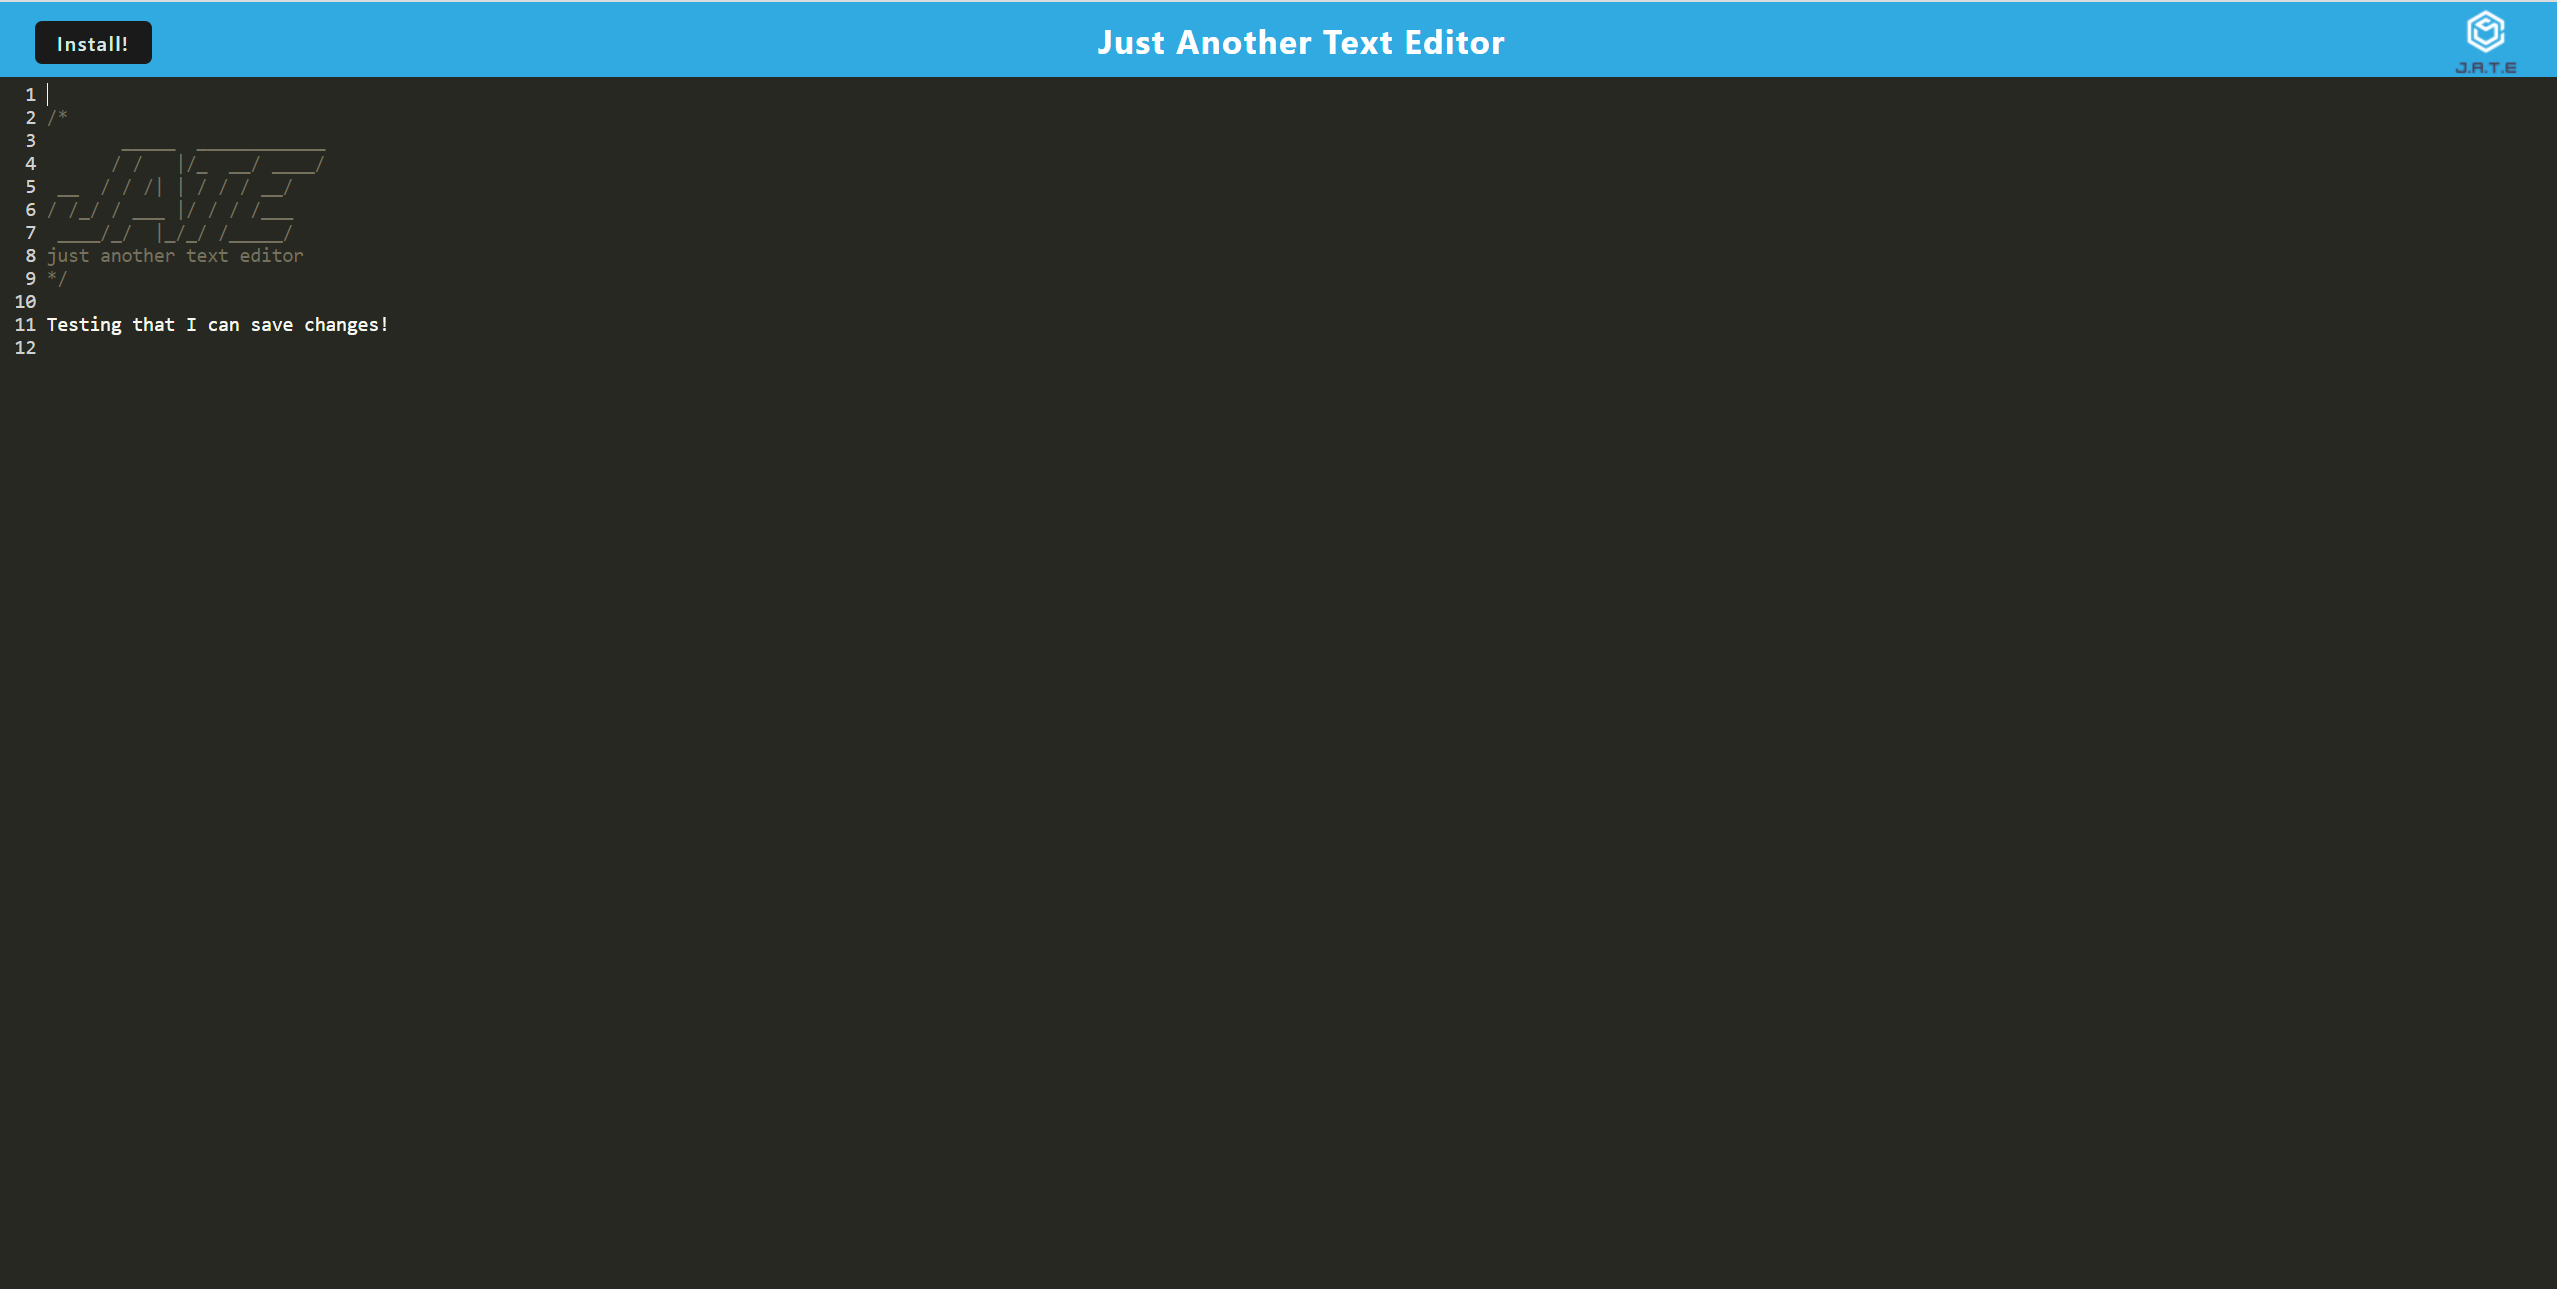 Install!
Just Another Text Editor
J.A.T.E
1
2 /*
3        _____  ____________
4       / /   |/_  __/ ____/
5  __  / / /| | / / / __/
6 / /_/ / ___ |/ / / /___
7  ____/_/  |_/_/ /_____/
8 just another text editor
9 */
10
11 Testing that I can save changes!
12